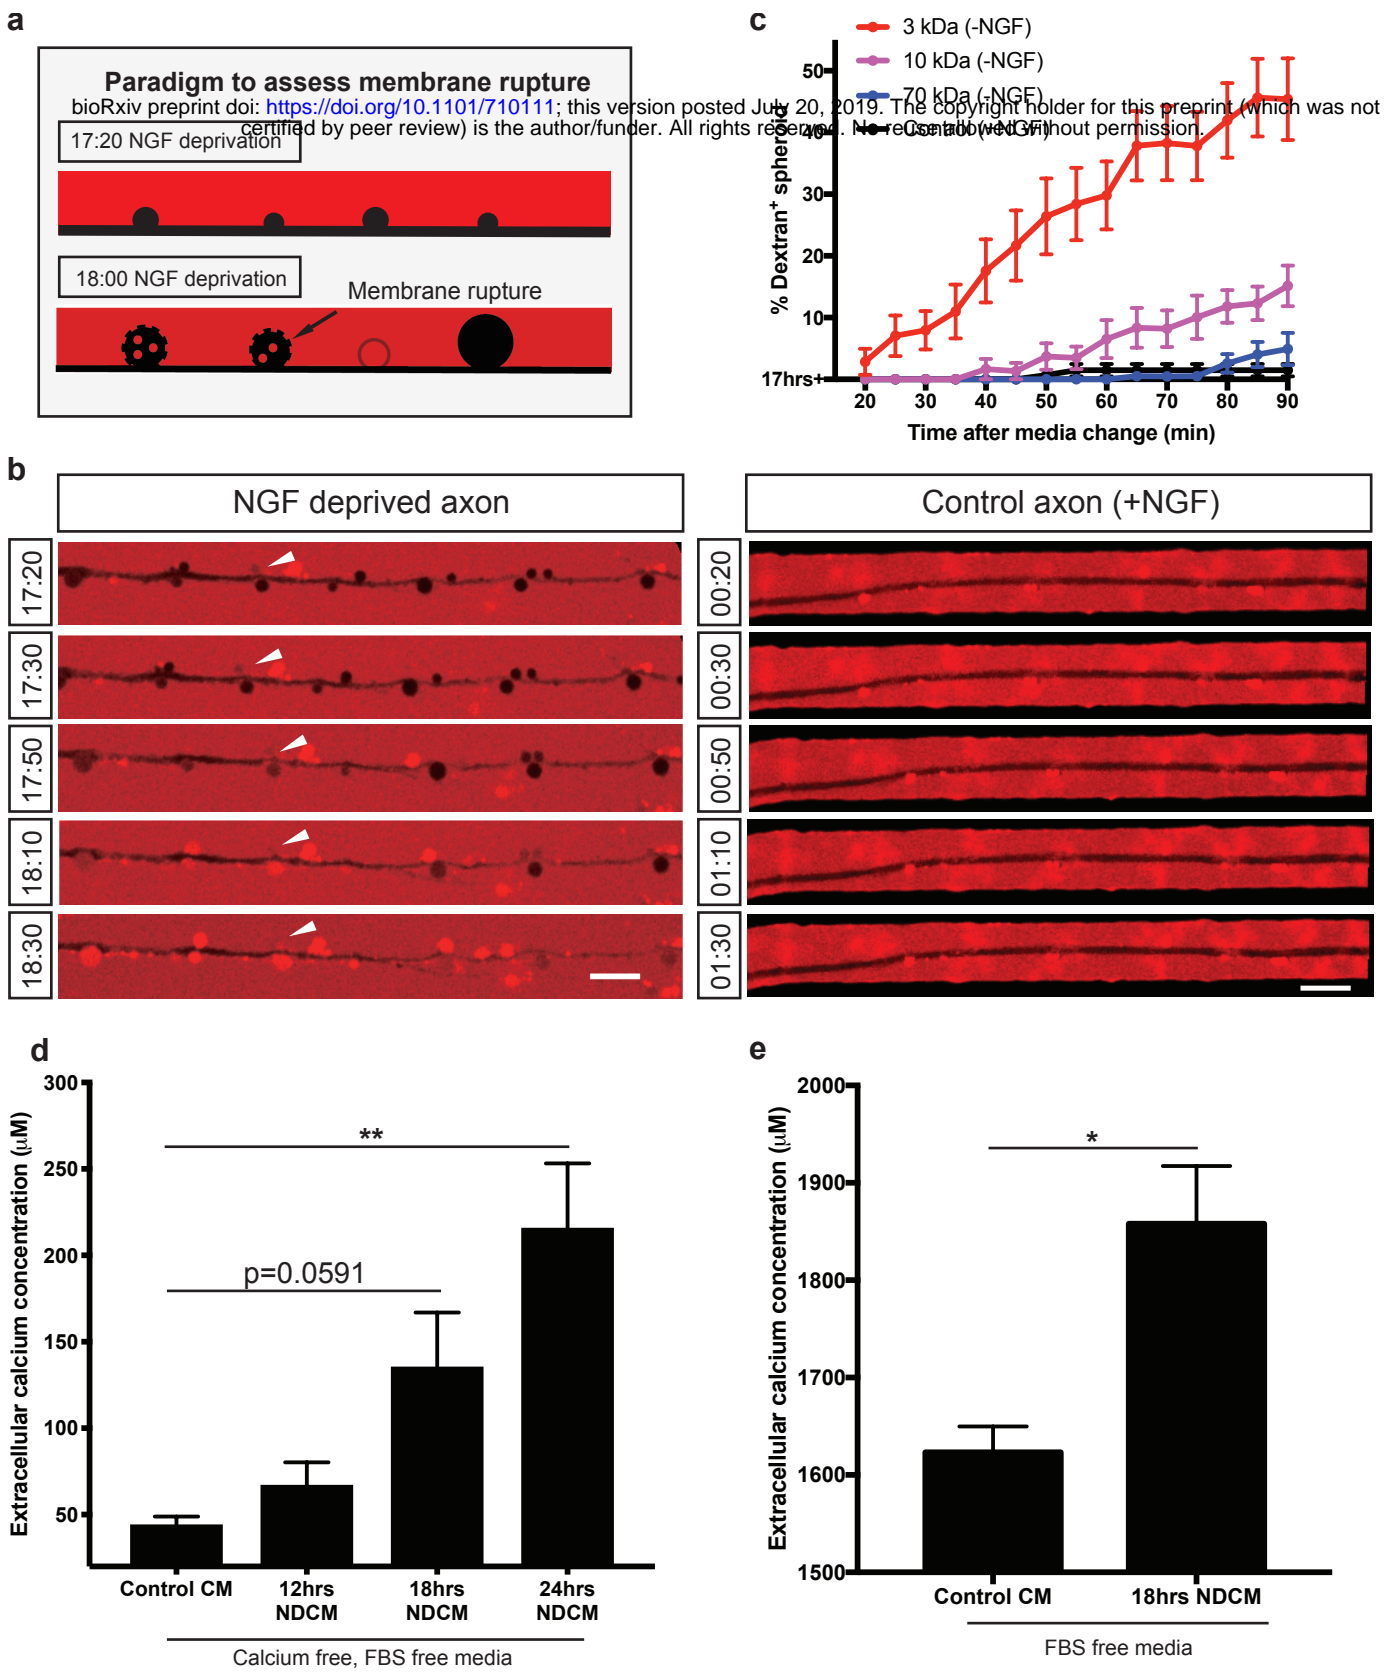 a
Paradigm to assess membrane rupture
bioRxiv preprint doi: https://doi.org/10.1101/710111; this version posted July 20, 2019. The copyright holder for this preprint (which was not
certified by peer review) is the author/funder. All rights reserved. No reuse allowed without permission.
17:20 NGF deprivation
18:00 NGF deprivation
Membrane rupture
c
3 kDa (-NGF)
10 kDa (-NGF)
70 kDa (-NGF)
Control (+NGF)
% Dextran+ spheroid
50
40
30
20
10
17hrs+
20 30 40 50 60 70 80 90
Time after media change (min)
b
NGF deprived axon
17:20
17:30
17:50
18:10
18:30
Control axon (+NGF)
00:20
00:30
00:50
01:10
01:30
d
Extracellular calcium concentration (µM)
300
250
200
150
100
50
**
p=0.0591
Control CM
12hrs NDCM
18hrs NDCM
24hrs NDCM
Calcium free, FBS free media
e
Extracellular calcium concentration (µM)
2000
1900
1800
1700
1600
1500
*
Control CM
18hrs NDCM
FBS free media